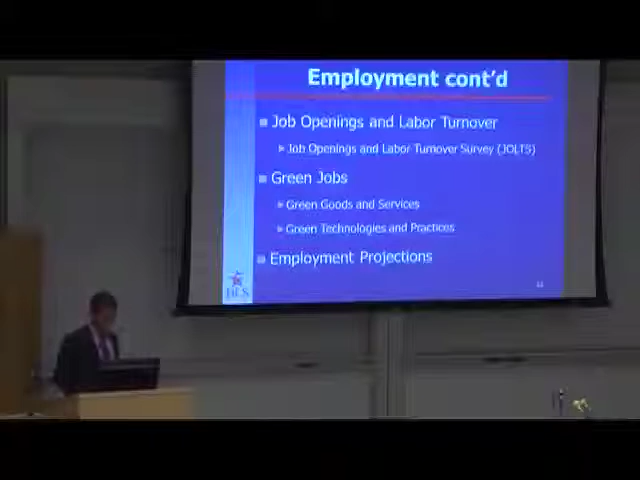 Employment cont'd
Job Openings and Labor Turnover
Job Openings and Labor Turnover Survey (JOLTS)
Green Jobs
Green Goods and Services
Green Technologies and Practices
Employment Projections
BLS